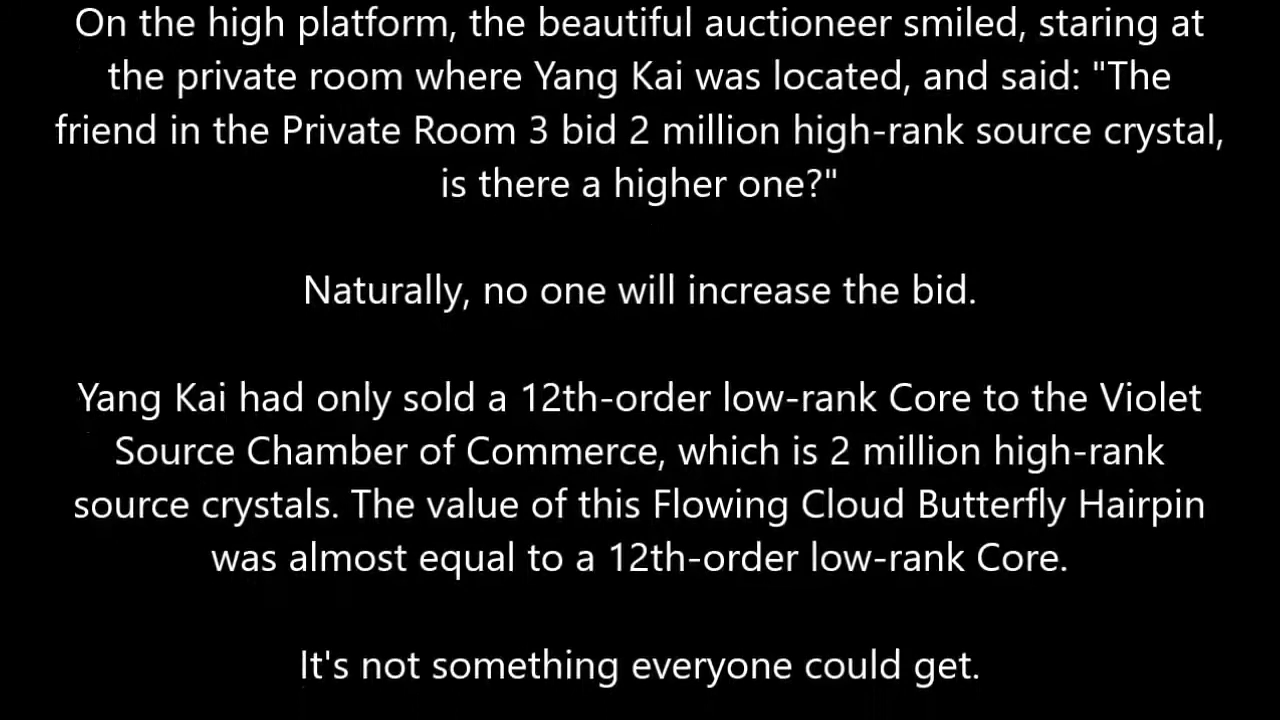 On the high platform, the beautiful auctioneer smiled, staring at
the private room where Yang Kai was located, and said: "The
friend in the Private Room 3 bid 2 million high-rank source crystal,
is there a higher one?"
Naturally, no one will increase the bid.
Yang Kai had only sold a 12th-order low-rank Core to the Violet
Source Chamber of Commerce, which is 2 million high-rank
source crystals. The value of this Flowing Cloud Butterfly Hairpin
was almost equal to a 12th-order low-rank Core.
It's not something everyone could get.